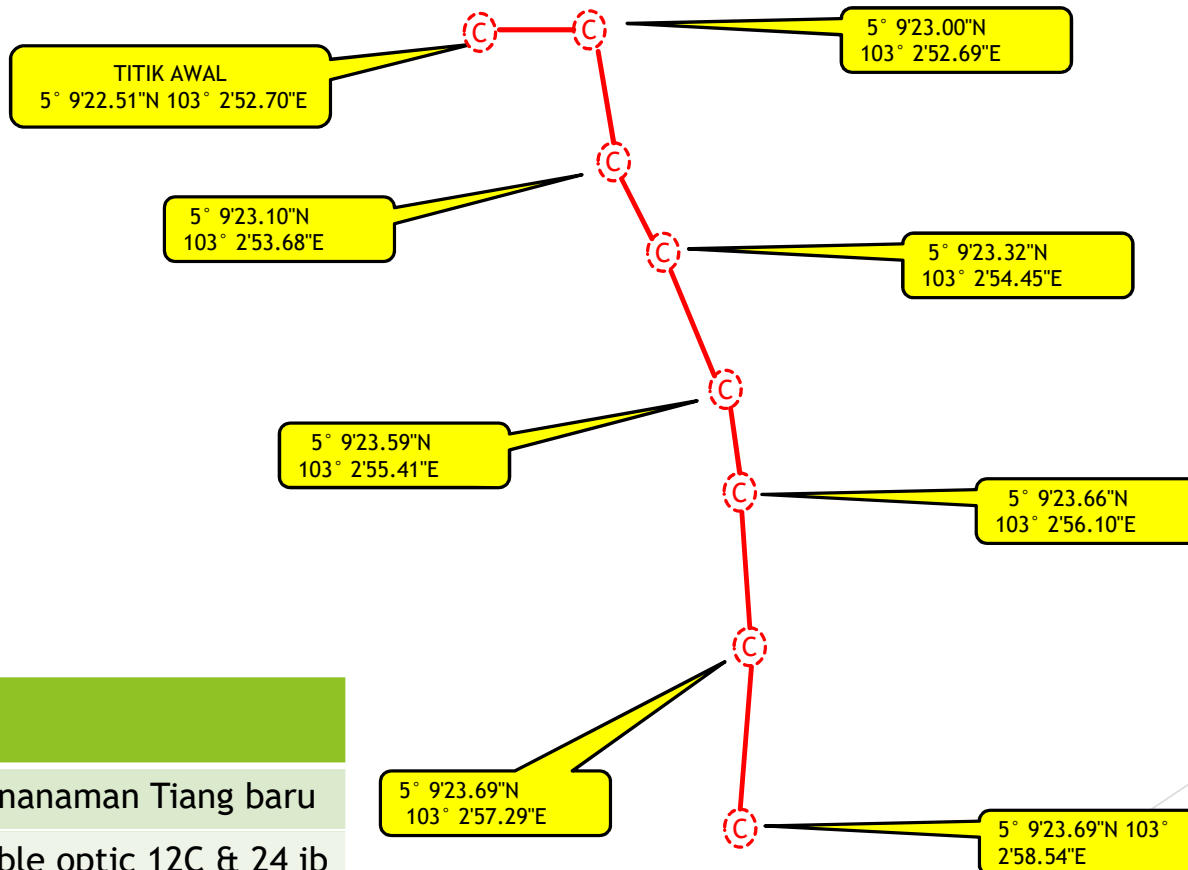 C
C
5° 9'23.00"N
103° 2'52.69"E
TITIK AWAL
5° 9'22.51"N 103° 2'52.70"E
C
5° 9'23.10"N
103° 2'53.68"E
C
5° 9'23.32"N
103° 2'54.45"E
C
5° 9'23.59"N
103° 2'55.41"E
C
5° 9'23.66"N
103° 2'56.10"E
C
5° 9'23.69"N
103° 2'57.29"E
C
5° 9'23.69"N 103°
2'58.54"E
nanaman Tiang baru
ble optic 12C & 24 ib